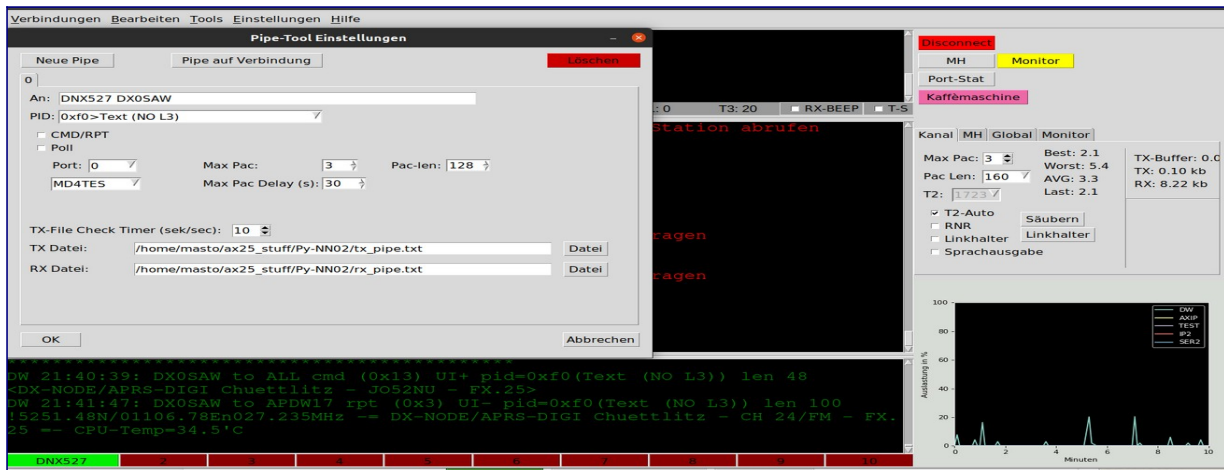 Verbindungen Bearbeiten Tools Einstellungen Hilfe
Pipe-Tool Einstellungen
Neue Pipe Pipe auf Verbindung Löschen
0
An: DNX527 DX0SAW
PID: 0xf0>Text (NO L3)
CMD/RPT
Poll
Port: 0 Max Pac: 3 Pac-len: 128
MD4TES Max Pac Delay (s): 30
TX-File Check Timer (sek/sec): 10
TX Datei: /home/masto/ax25_stuff/Py-NN02/tx_pipe.txt Datei
RX Datei: /home/masto/ax25_stuff/Py-NN02/rx_pipe.txt Datei
OK Abbrechen
: 0 T3: 20 RX-BEEP T-S
Station abrufen
ragen
ragen
DW 21:40:39: DX0SAW to ALL cmd (0x13) UI+ pid=0xf0(Text (NO L3)) len 48
<DX-NODE/APRS-DIGI Chuettlitz - JO52NU - FX.25>
DW 21:41:47: DX0SAW to APDW17 rpt (0x3) UI- pid=0xf0(Text (NO L3)) len 100
!5251.48N/01106.78En027.235MHz -= DX-NODE/APRS-DIGI Chuettlitz - CH 24/FM - FX.
25 =- CPU-Temp=34.5'C
DNX527 2 3 4 5 6 7 8 9 10
Disconnect
MH Monitor
Port-Stat
Kaffèmaschine
Kanal MH Global Monitor
Max Pac: 3
Pac Len: 160
T2: 1723
Best: 2.1
Worst: 5.4
AVG: 3.3
Last: 2.1
TX-Buffer: 0.0
TX: 0.10 kb
RX: 8.22 kb
T2-Auto
RNR
Linkhalter
Sprachausgabe
Säubern
Linkhalter
Auslastung in %
100
80
60
40
20
0
DW
AXIP
TEST
IP2
SER2
0 2 4 6 8 10
Minuten